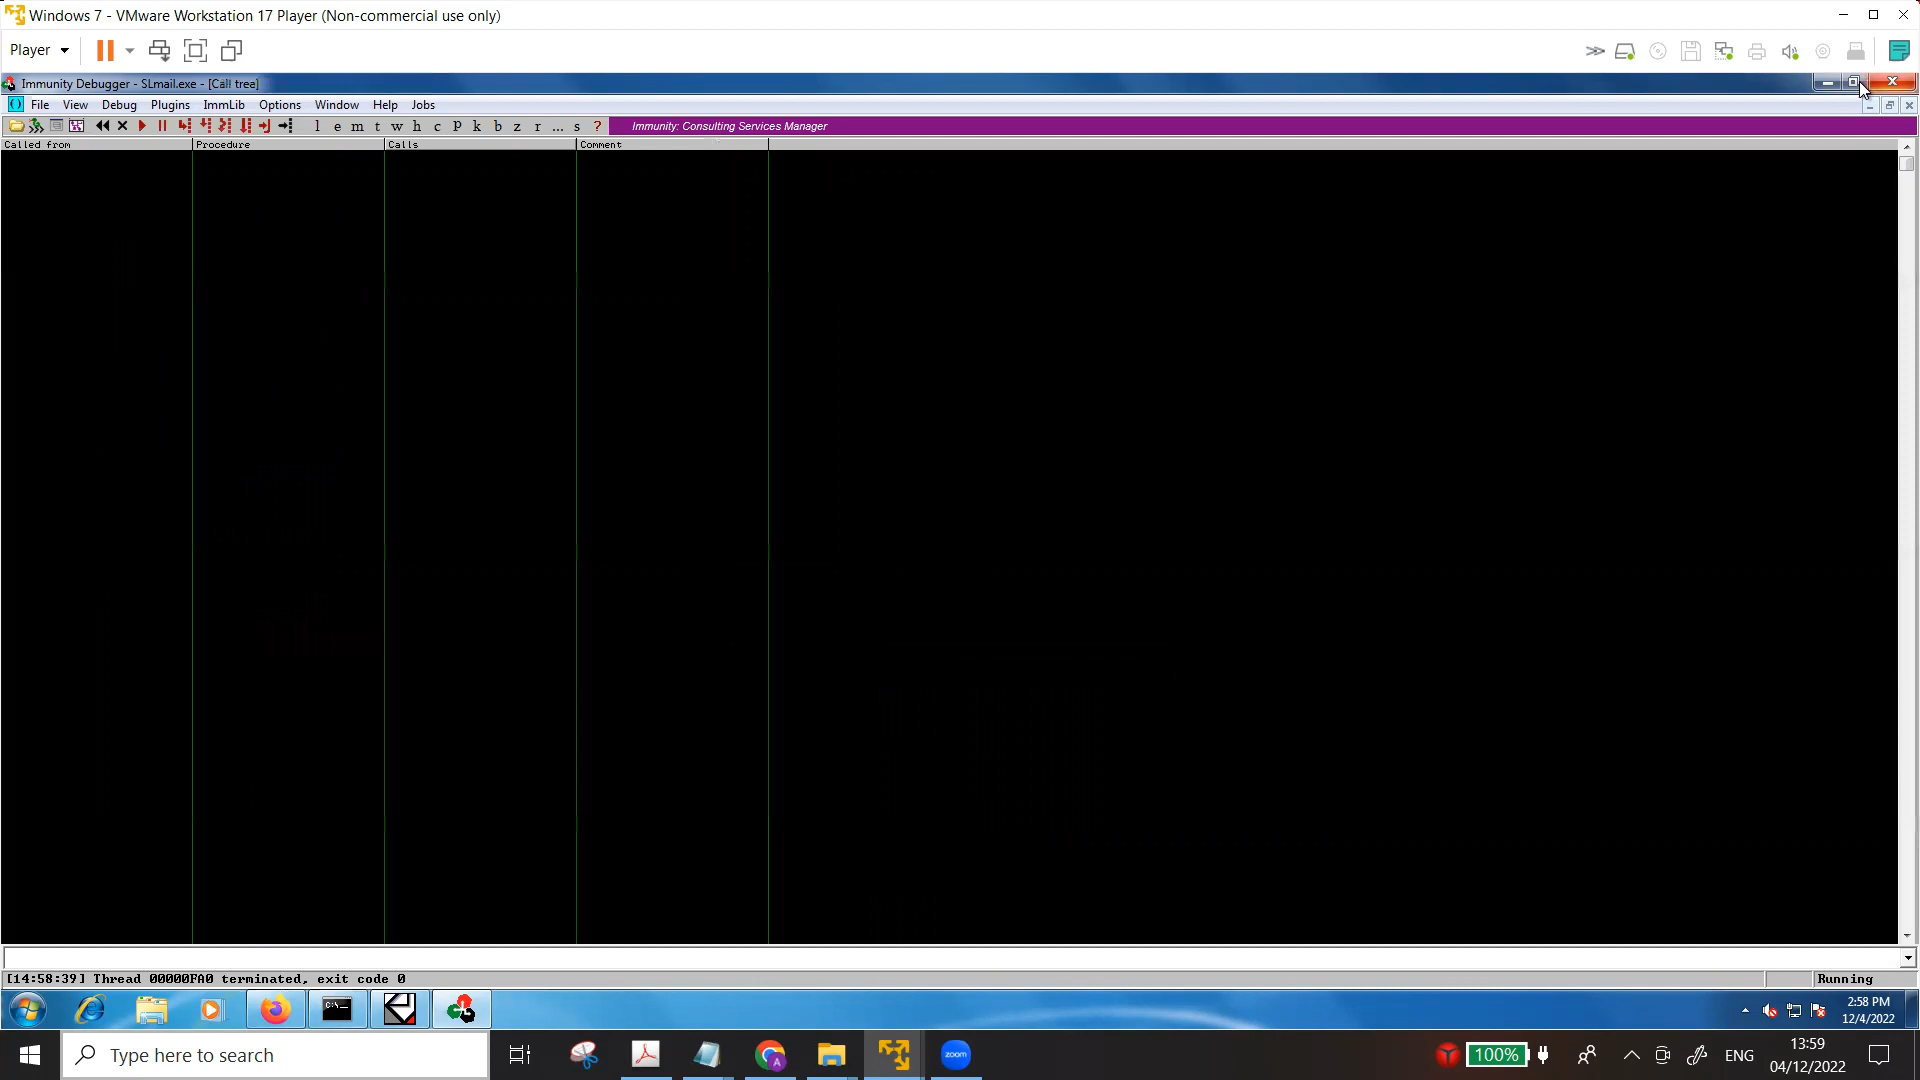 Windows 7 - VMware Workstation 17 Player (Non-commercial use only)
Player
Immunity Debugger - SLmail.exe - [Call tree]
File View Debug Plugins ImmLib Options Window Help Jobs
l e m t w h c P k b z r ... s ? Immunity: Consulting Services Manager
Called from Procedure Calls Comment
[14:58:39] Thread 00000FA0 terminated, exit code 0 Running
C:\_
2:58 PM
12/4/2022
Type here to search
A
zoom
100%
ENG
13:59
04/12/2022